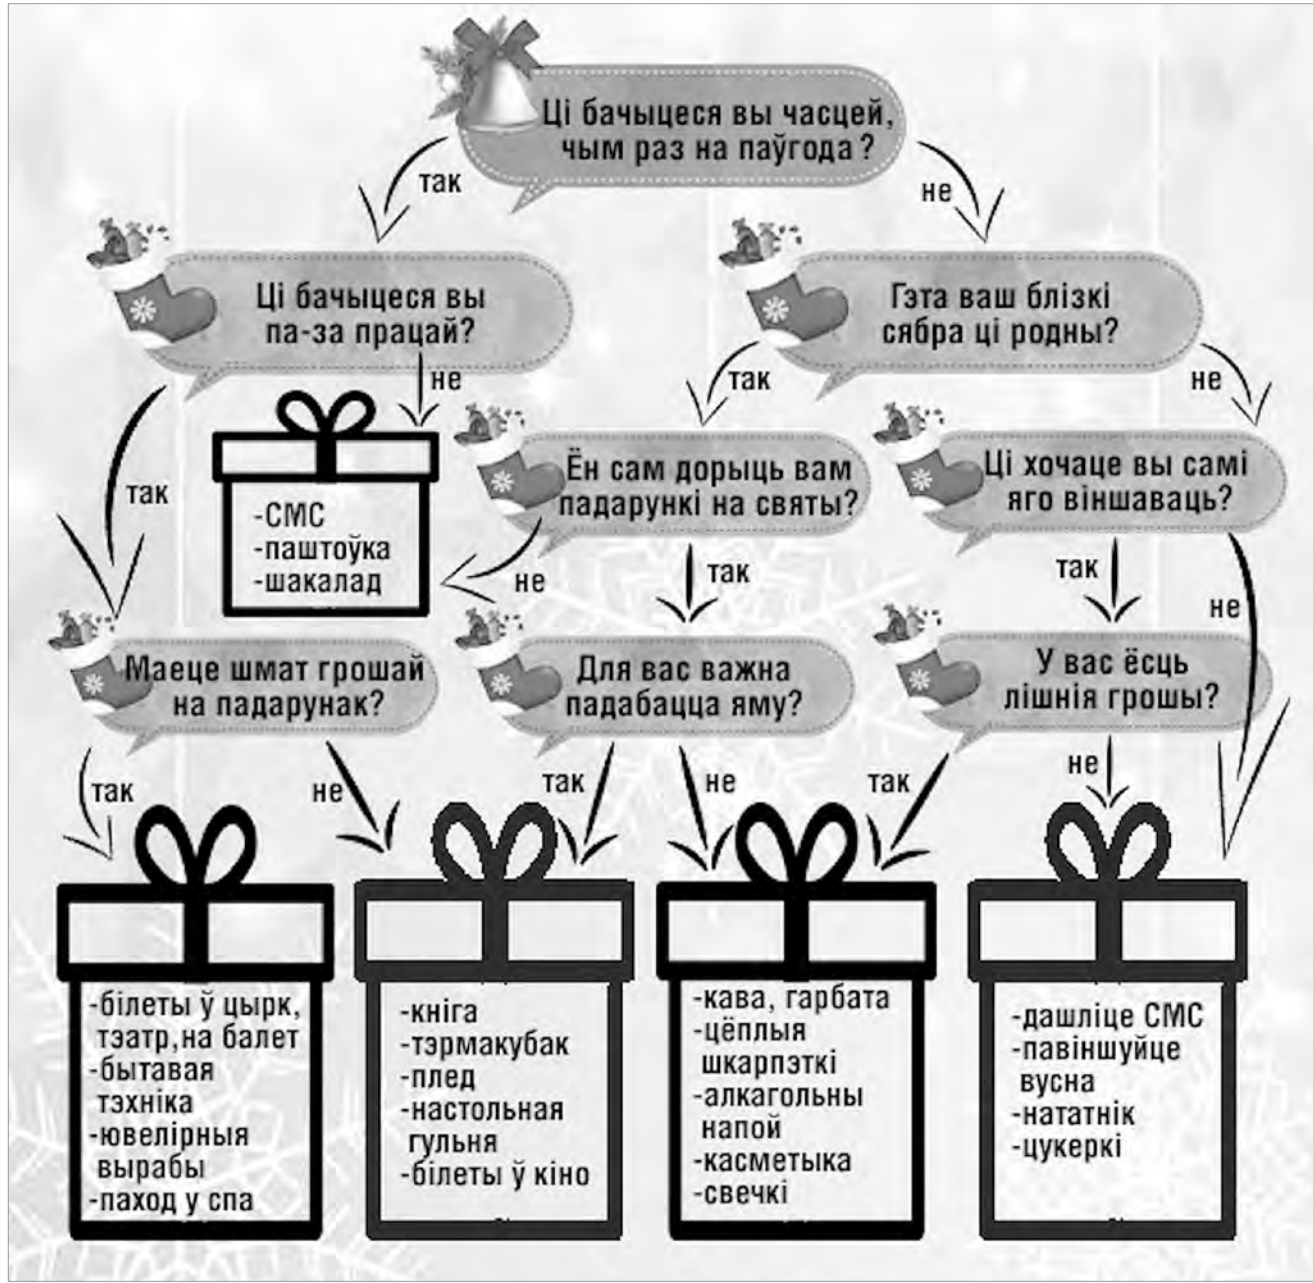 Ці бачыцеся вы часцей,
чым раз на паўгода?
так
не
Ці бачыцеся вы
па-за працай?
Гэта ваш блізкі
сябра ці родны?
не
так
не
так
Ён сам дорыць вам
падарункі на святы?
Ці хочаце вы самі
яго віншаваць?
-СМС
-паштоўка
-шакалад
не
так
так
не
Маеце шмат грошай
на падарунак?
Для вас важна
падабацца яму?
У вас ёсць
лішнія грошы?
так
не
так
не
так
не
-білеты ў цырк,
тэатр,на балет
-бытавая
тэхніка
-ювелірныя
вырабы
-паход у спа
-кніга
-тэрмакубак
-плед
-настольная
гульня
-білеты ў кіно
-кава, гарбата
-цёплыя
шкарпэткі
-алкагольны
напой
-касметыка
-свечкі
-дашліце СМС
-павіншуйце
вусна
-нататнік
-цукеркі